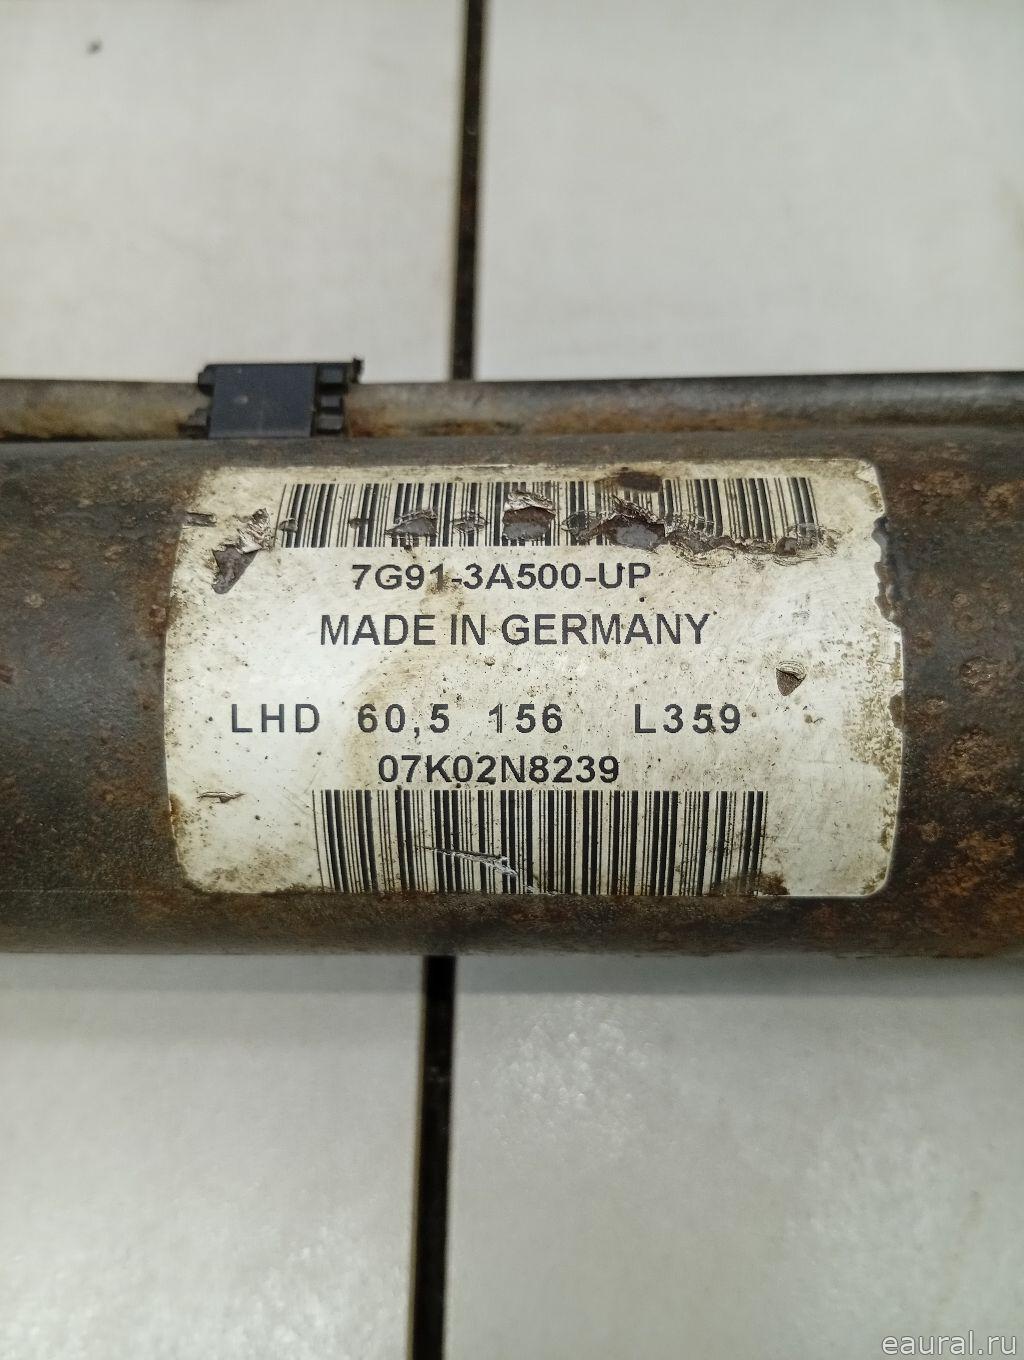 7G91-3A500-UP
MADE IN GERMANY
LHD 60,5 156 L359
07K02N8239
eaural.ru